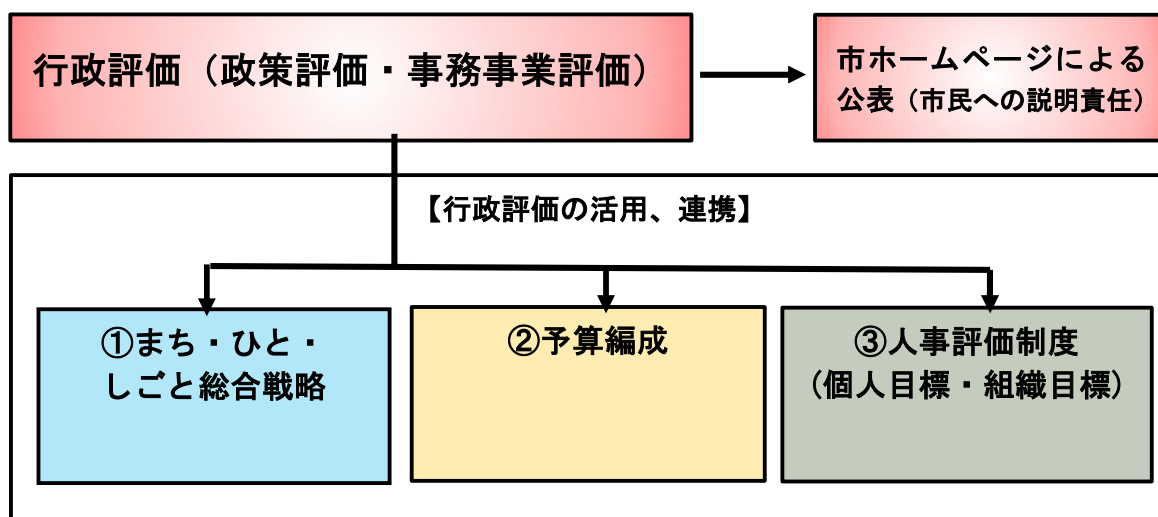 行政評価（政策評価・事務事業評価）
市ホームページによる
公表（市民への説明責任）
【行政評価の活用、連携】
①まち・ひと・
しごと総合戦略
②予算編成
③人事評価制度
（個人目標・組織目標）